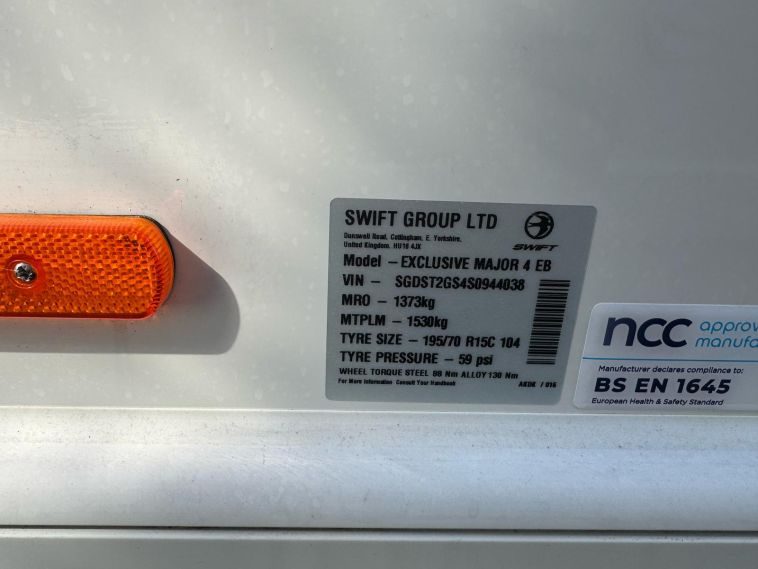 SWIFT GROUP LTD
Dunswell Road, Cottingham, E. Yorkshire,
United Kingdom. HU16 4JX
SWIFT
Model – EXCLUSIVE MAJOR 4 EB
VIN – SGDST2GS4S0944038
MRO – 1373kg
MTPLM – 1530kg
TYRE SIZE – 195/70 R15C 104
TYRE PRESSURE – 59 psi
WHEEL TORQUE STEEL 88 Nm ALLOY 130 Nm
For More Information Consult Your Handbook
/ 016
ncc approv
manufa
Manufacturer declares compliance to:
BS EN 1645
European Health & Safety Standard